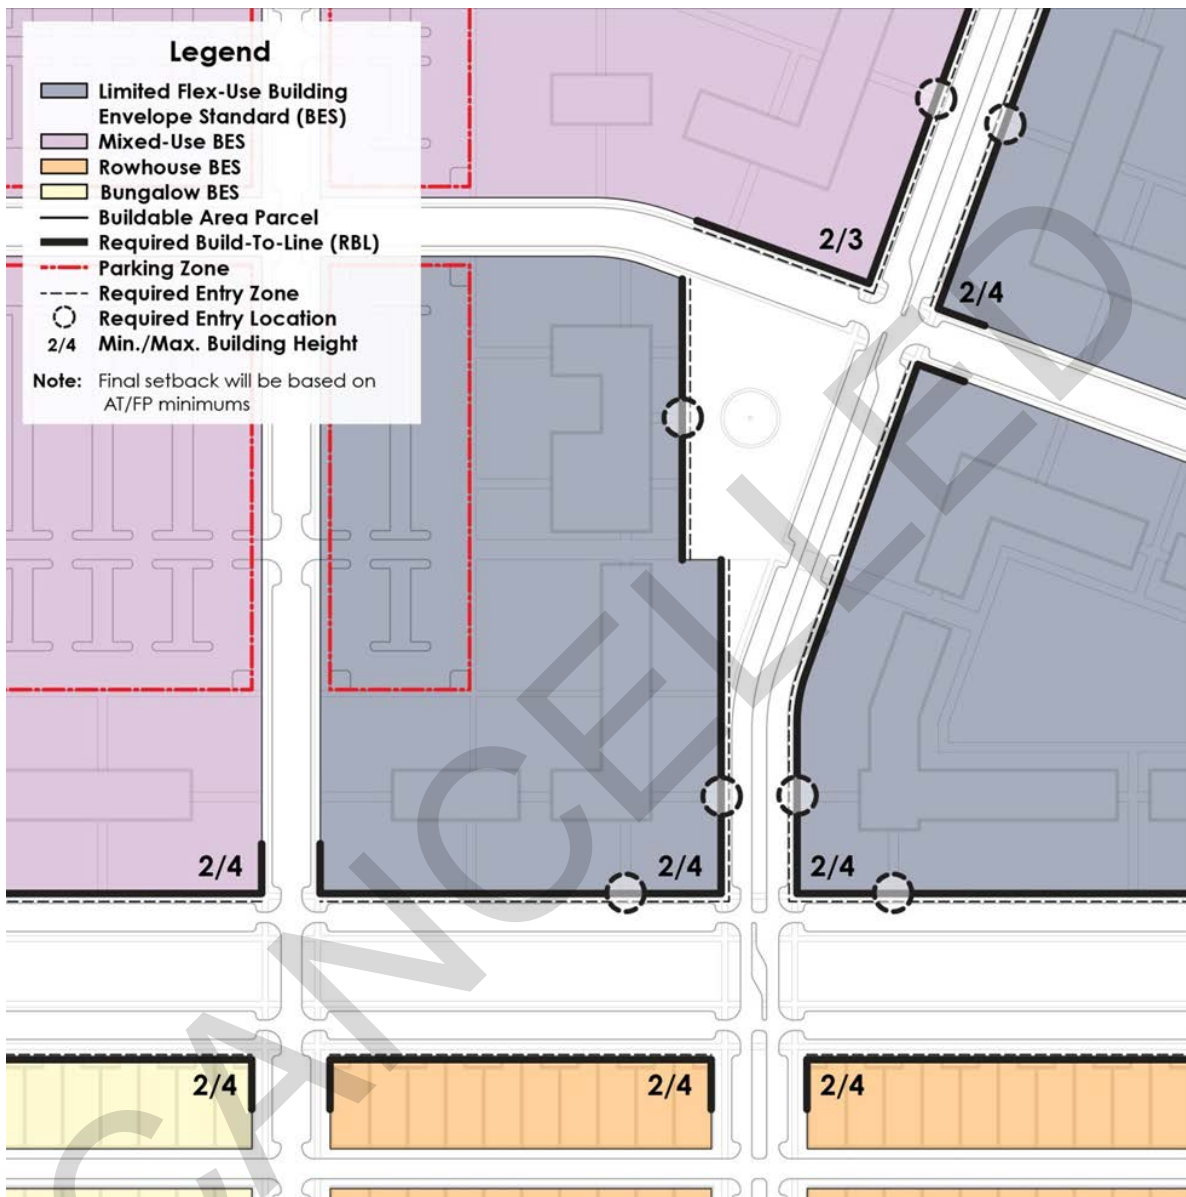 Legend
Limited Flex-Use Building
Envelope Standard (BES)
Mixed-Use BES
Rowhouse BES
Bungalow BES
Buildable Area Parcel
Required Build-To-Line (RBL)
Parking Zone
Required Entry Zone
Required Entry Location
2/4 Min./Max. Building Height
Note: Final setback will be based on
AT/FP minimums
2/3
2/4
2/4
2/4
2/4
2/4
2/4
2/4
CANCELLED